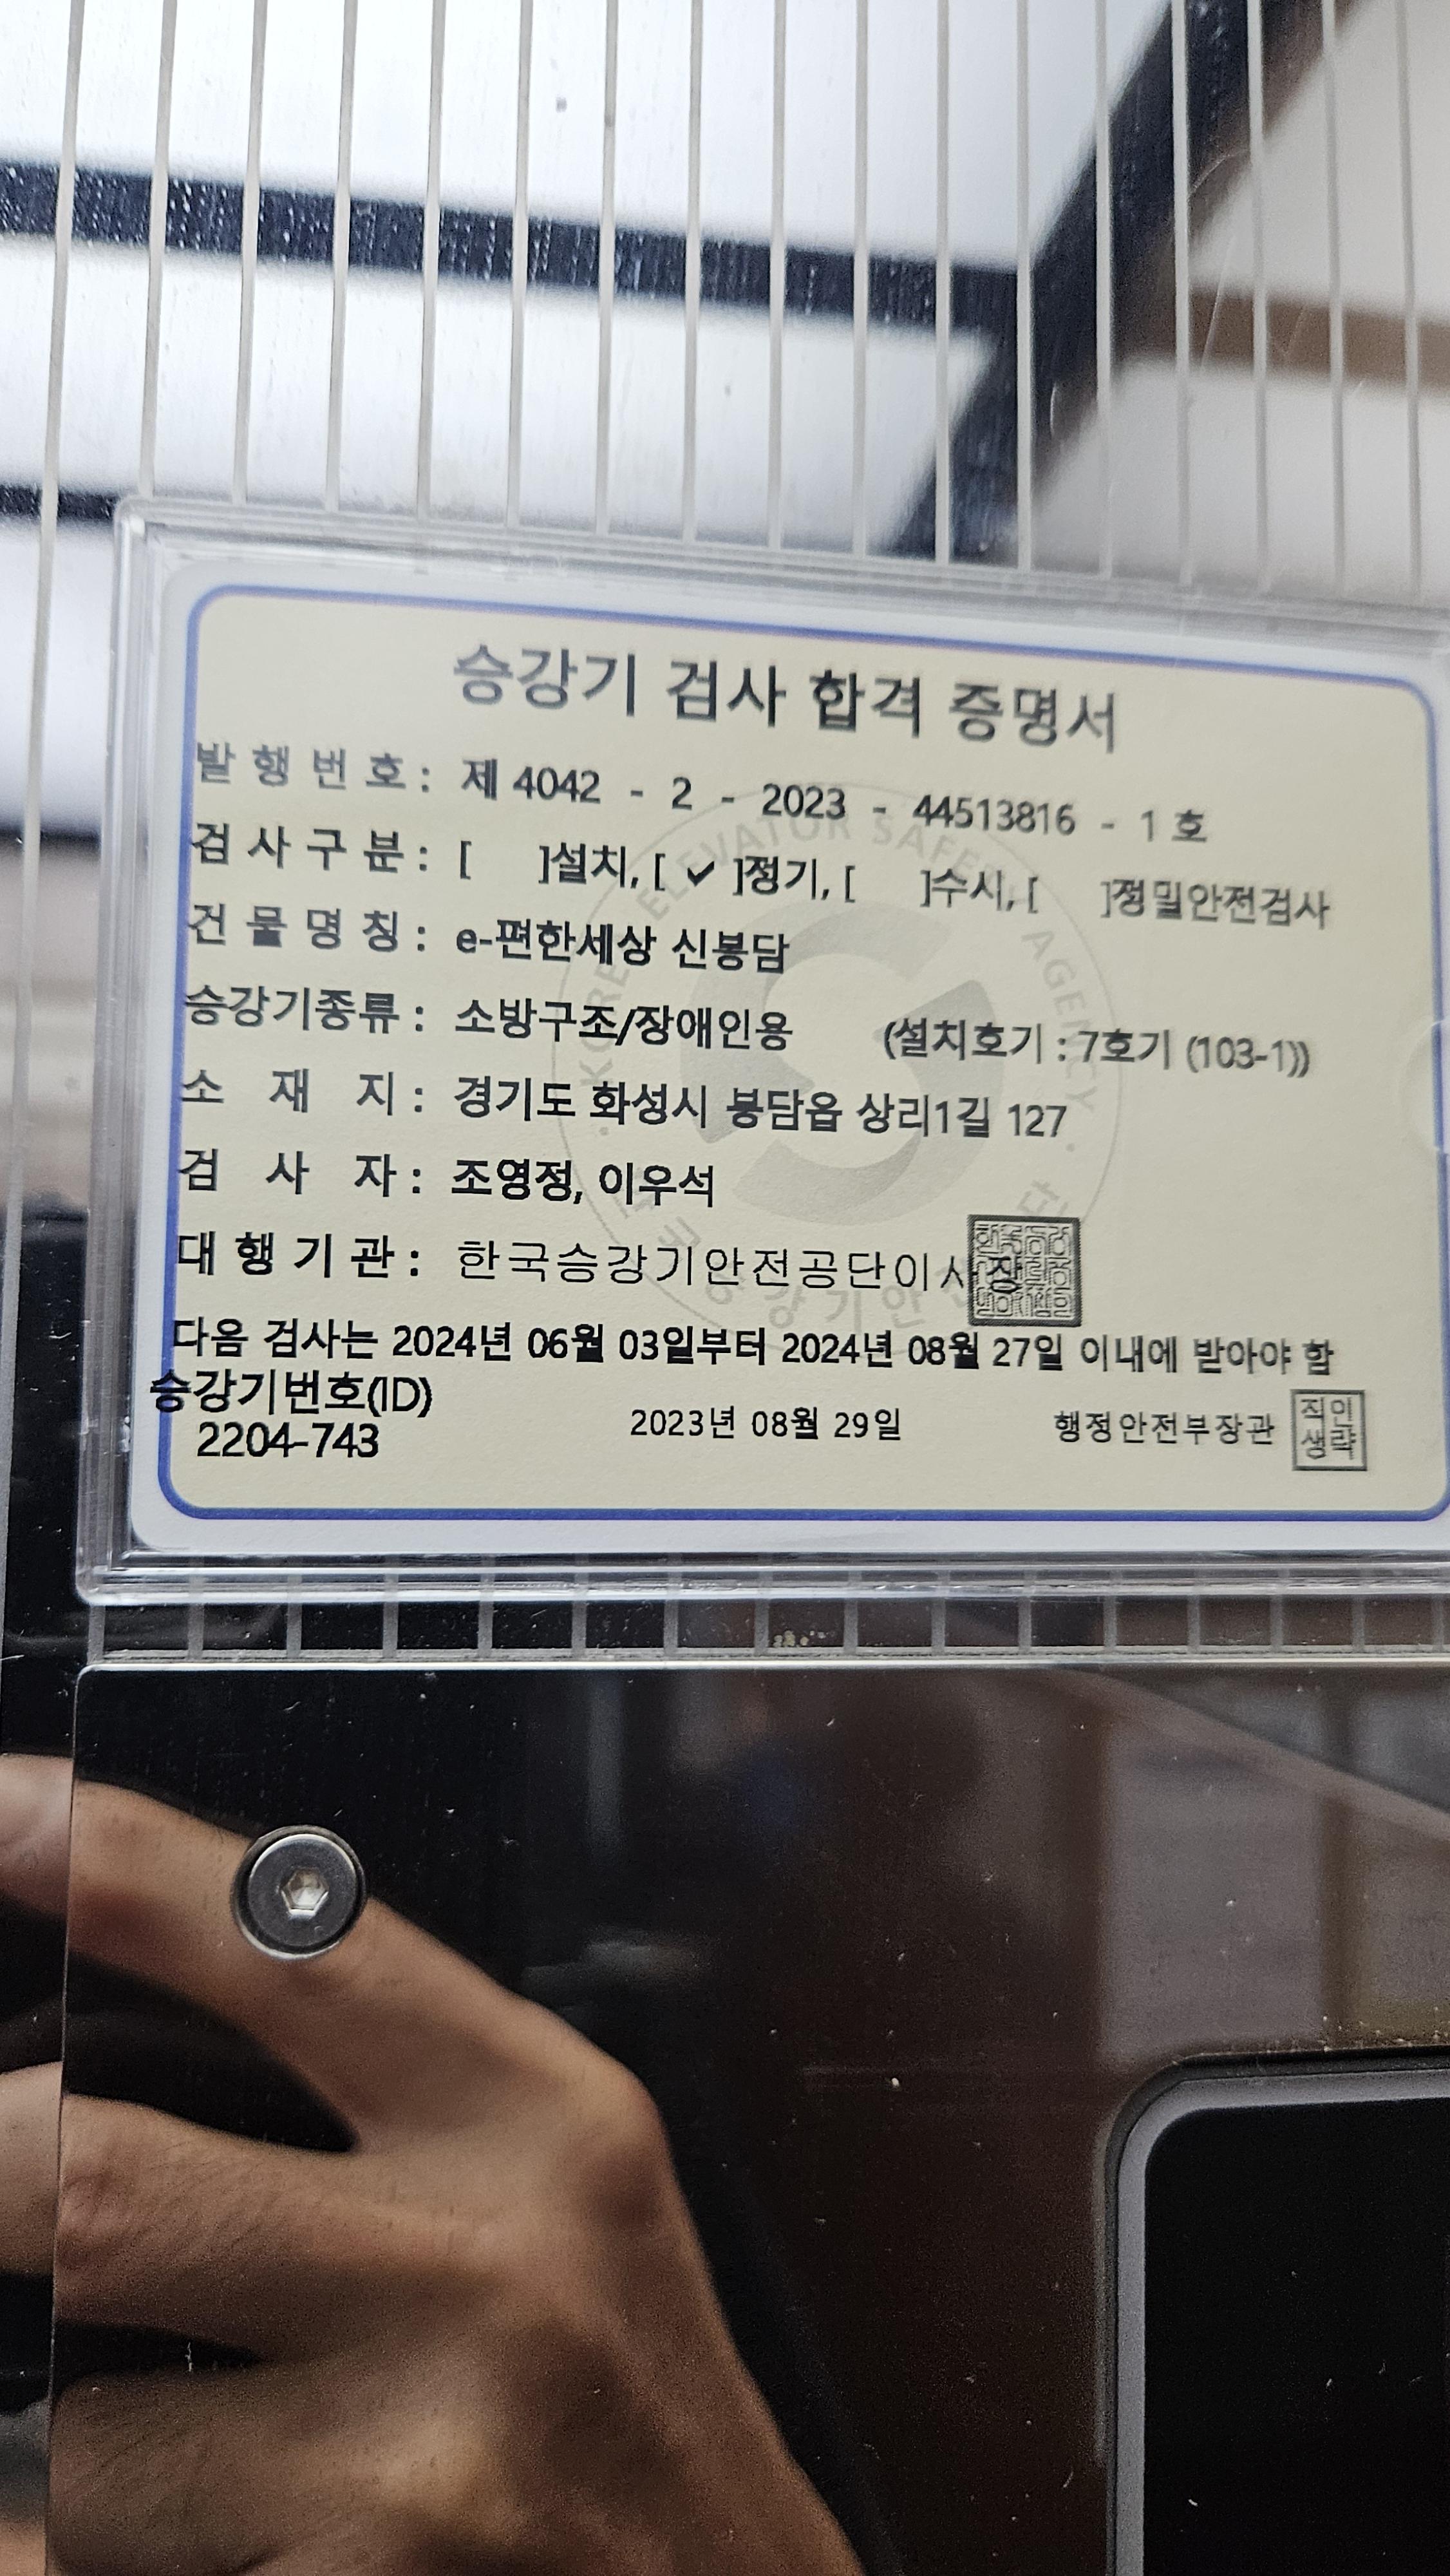 승강기 검사 합격 증명서
발행번호 : 제 4042 - 2 - 2023 - 44513816 - 1 호
검사구분 : [ ]설치, [ ✔ ]정기, [ ]수시, [ ]정밀안전검사
건물명칭 : e-편한세상 신봉담
승강기종류 : 소방구조/장애인용 (설치호기 : 7호기 (103-1))
소재지 : 경기도 화성시 봉담읍 상리1길 127
검사자 : 조영정, 이우석
대행기관 : 한국승강기안전공단이사장
다음 검사는 2024년 06월 03일부터 2024년 08월 27일 이내에 받아야 함
승강기번호(ID)
2204-743
2023년 08월 29일
행정안전부장관
직인
생략
KOREA ELEVATOR SAFETY AGENCY